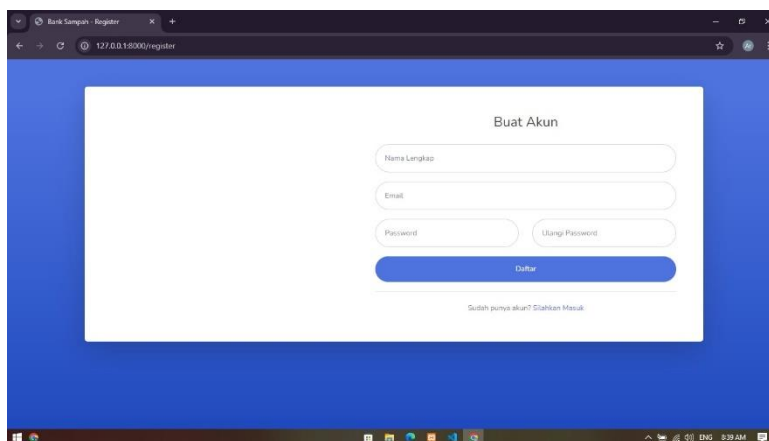 Bank Sampah - Register
127.0.0.1:8000/register
Buat Akun
Nama Lengkap
Email
Password
Ulangi Password
Daftar
Sudah punya akun? Silahkan Masuk
ENG 8:39 AM